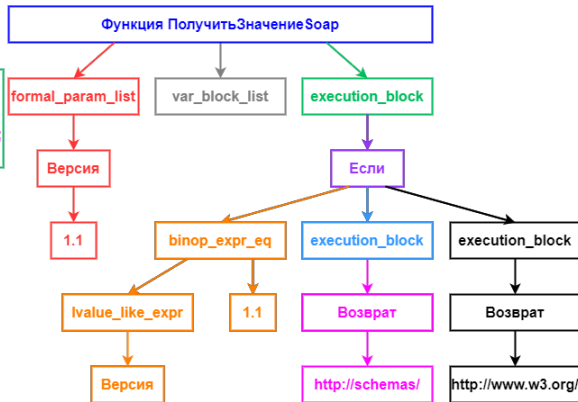 Функция ПолучитьЗначениеSoap
formal_param_list
var_block_list
execution_block
Версия
Если
1.1
binop_expr_eq
execution_block
execution_block
lvalue_like_expr
1.1
Возврат
Возврат
Версия
http://schemas/
http://www.w3.org/